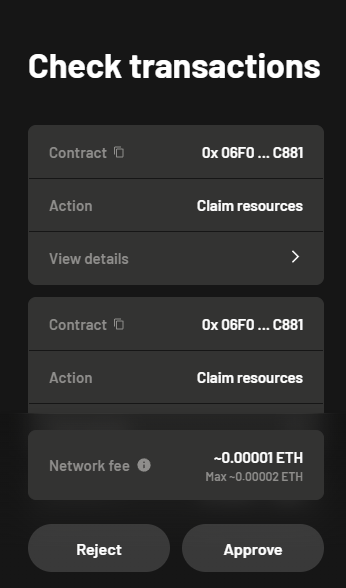 Check transactions
Contract 0x 06F0 ... C881
Action Claim resources
View details
Contract 0x 06F0 ... C881
Action Claim resources
Network fee ~0.00001 ETH
Max ~0.00002 ETH
Reject Approve